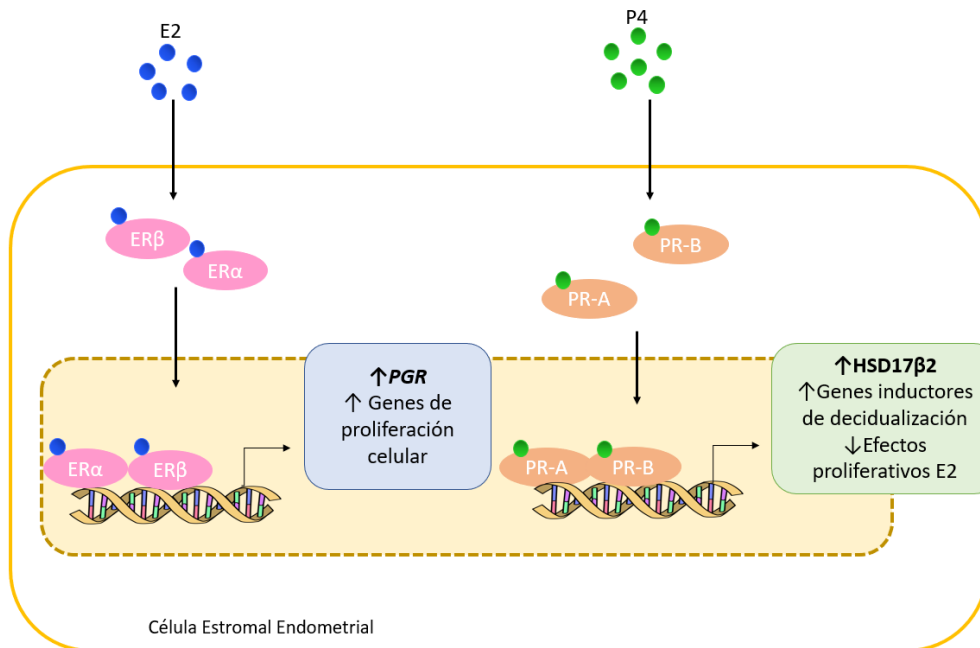 E2
P4
ERβ
ERα
PR-B
PR-A
↑PGR
↑ Genes de
proliferación
celular
↑HSD17β2
↑Genes inductores
de decidualización
↓Efectos
proliferativos E2
ERα
ERβ
PR-A
PR-B
Célula Estromal Endometrial